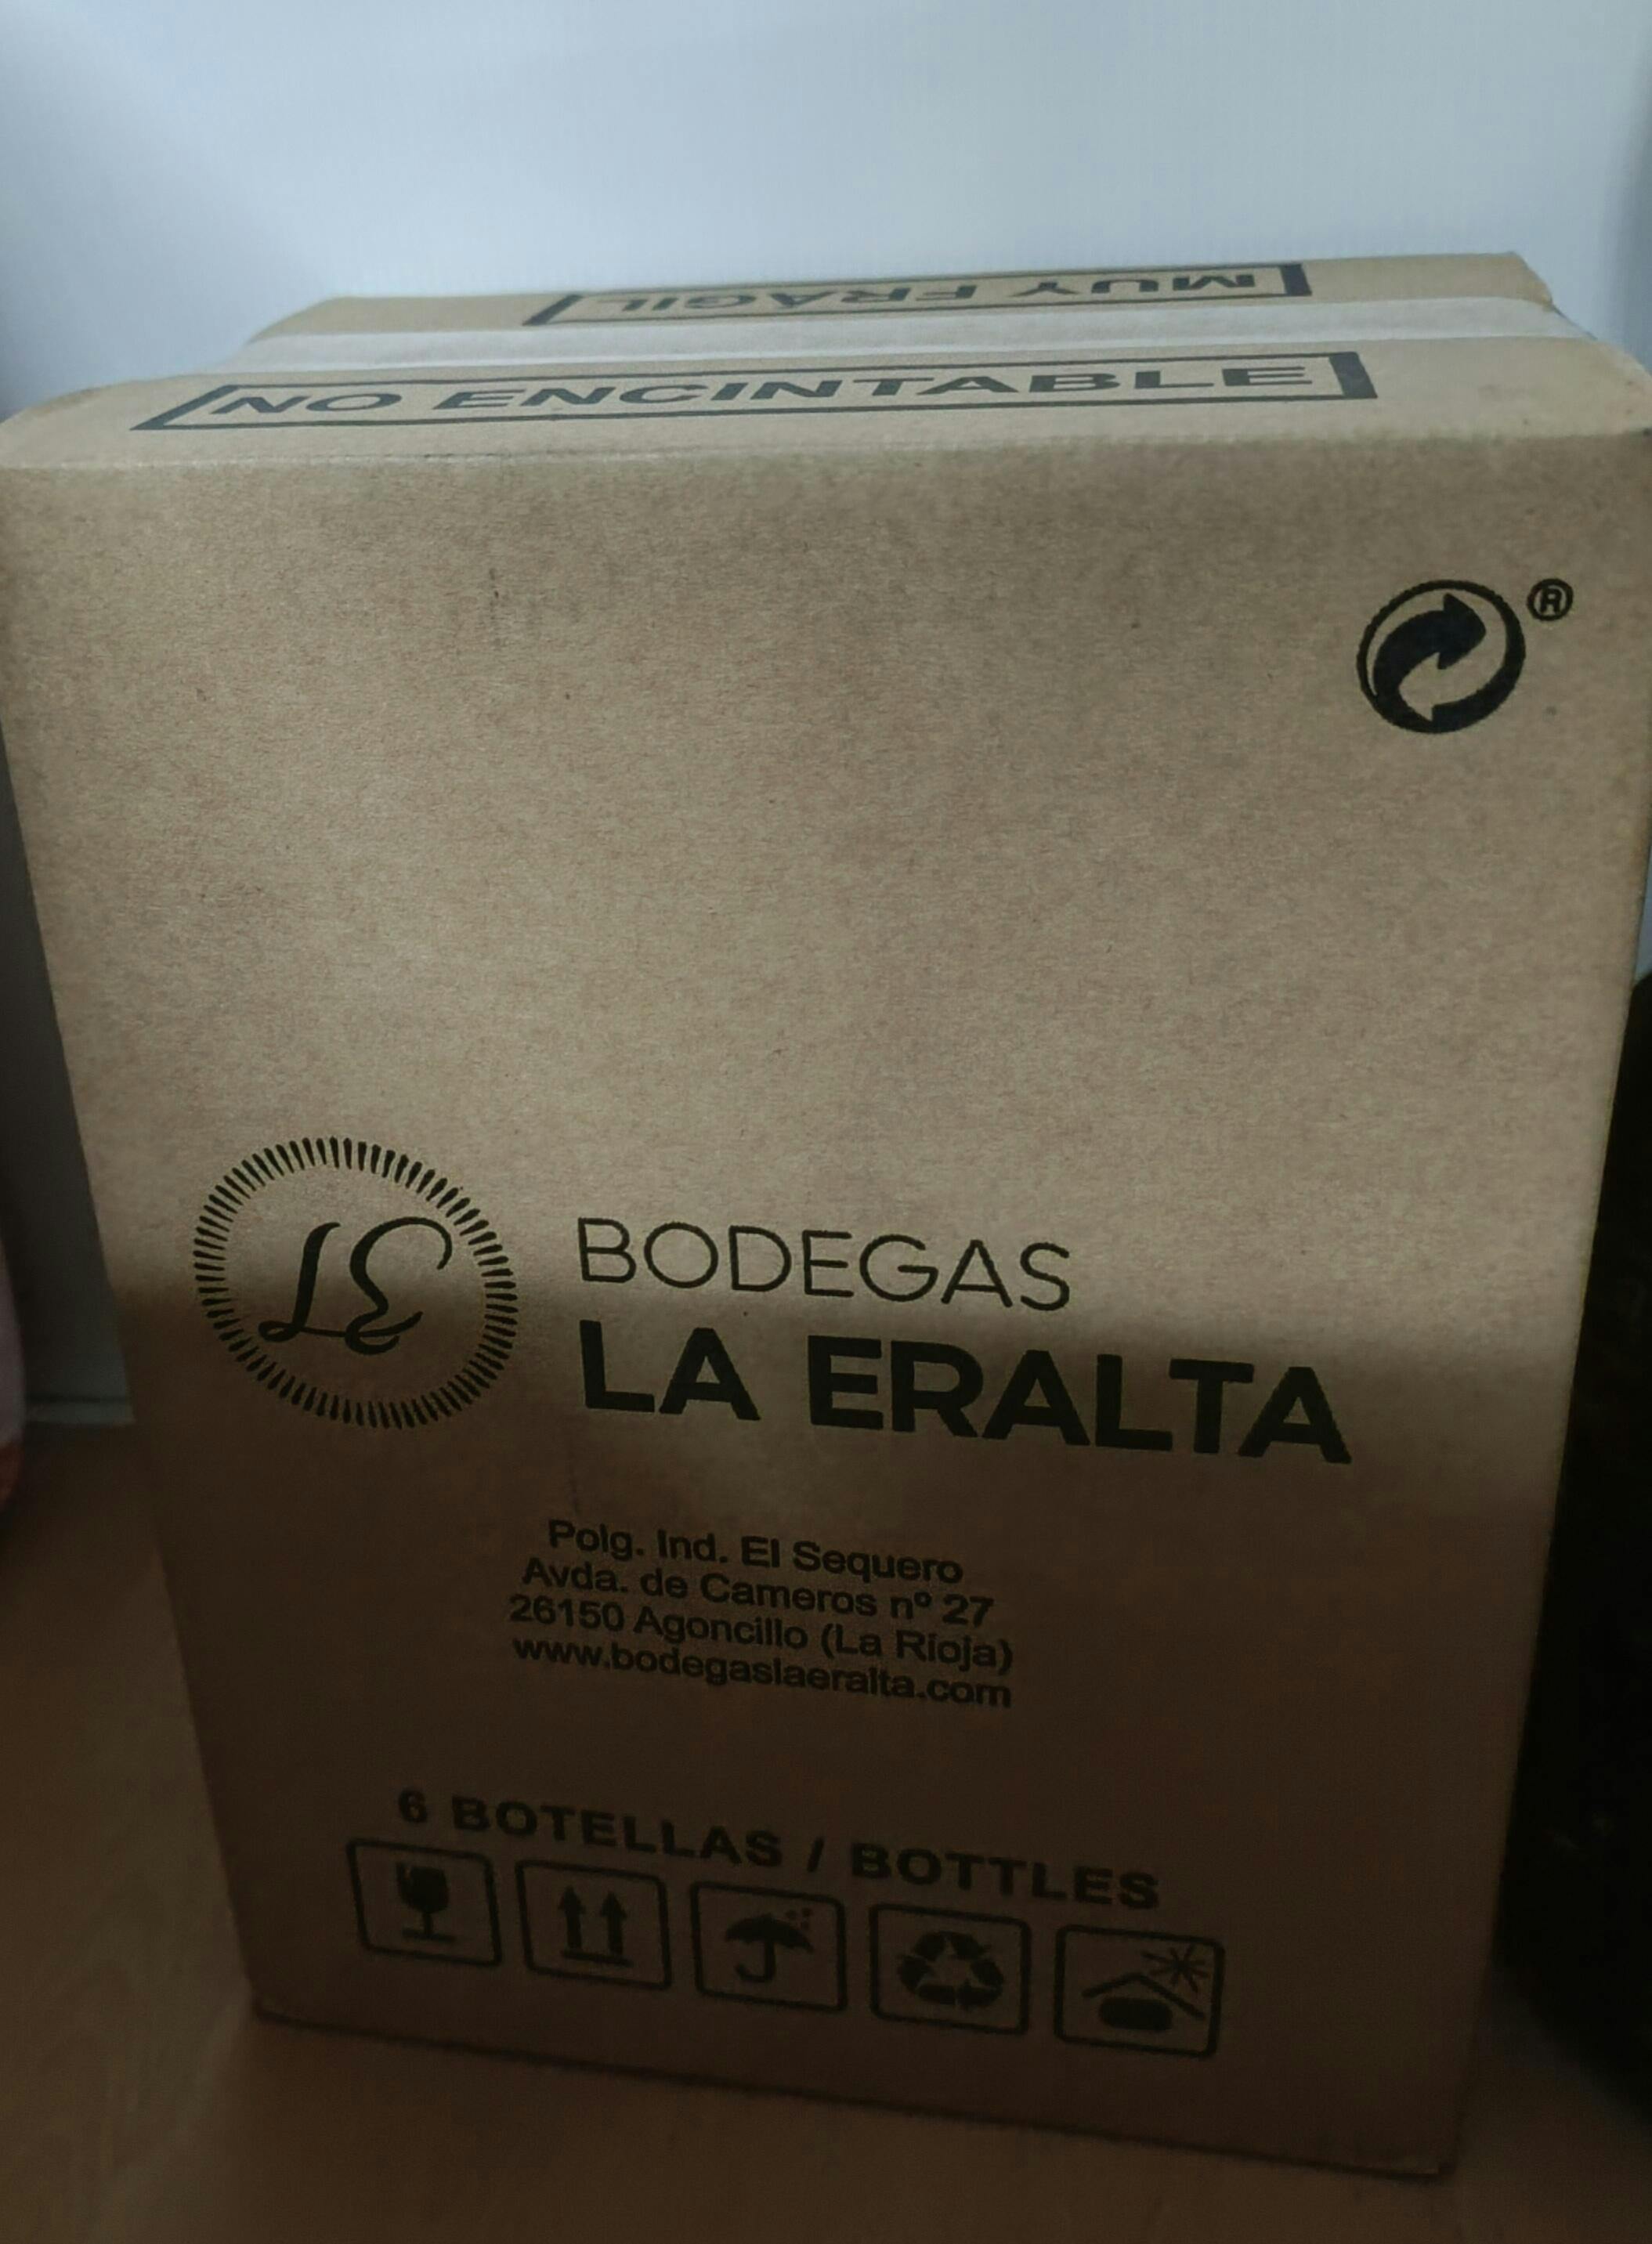 MUY FRÁGIL
NO ENCINTABLE
®
LE
BODEGAS
LA ERALTA
Polg. Ind. El Sequero
Avda. de Cameros nº 27
26150 Agoncillo (La Rioja)
www.bodegaslaeralta.com
6 BOTELLAS / BOTTLES